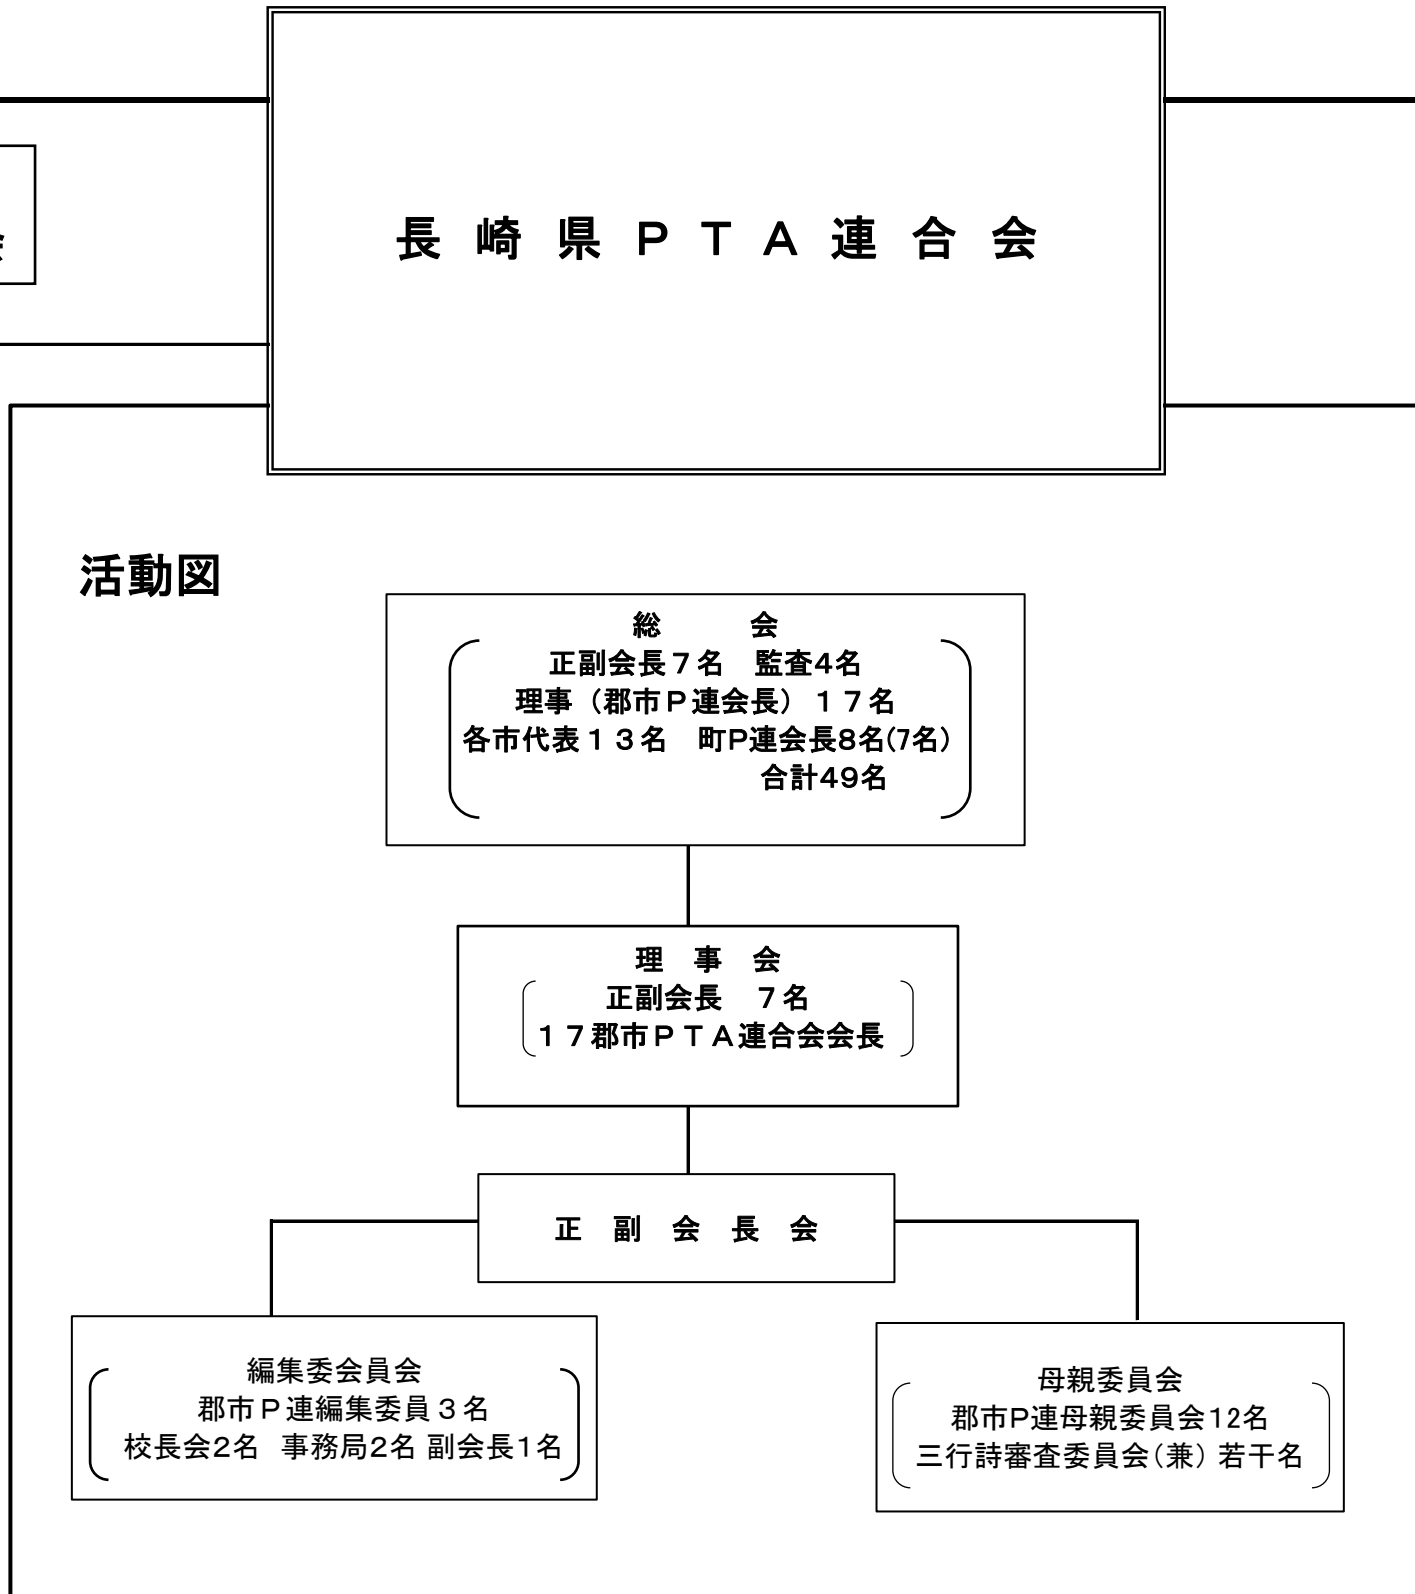 会
長崎県ＰＴＡ連合会
活動図
総　　会
正副会長７名　監査4名
理事（郡市Ｐ連会長）１７名
各市代表１３名　町P連会長8名(7名)
合計49名
理　事　会
正副会長　７名
１７郡市ＰＴＡ連合会会長
正　副　会　長　会
編集委会員会
郡市Ｐ連編集委員３名
校長会2名　事務局2名 副会長1名
母親委員会
郡市P連母親委員会12名
三行詩審査委員会(兼) 若干名